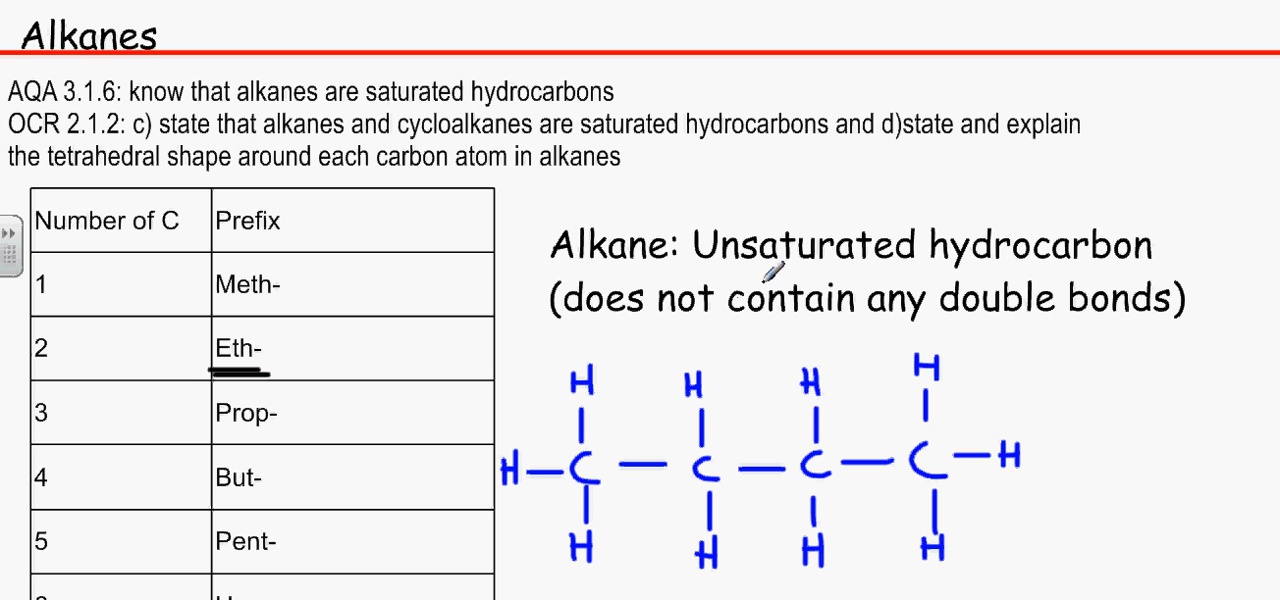 Alkanes
AQA 3.1.6: know that alkanes are saturated hydrocarbons
OCR 2.1.2: c) state that alkanes and cycloalkanes are saturated hydrocarbons and d)state and explain
the tetrahedral shape around each carbon atom in alkanes
Number of C Prefix
1 Meth-
2 Eth-
3 Prop-
4 But-
5 Pent-
Alkane: Unsaturated hydrocarbon
(does not contain any double bonds)
H H H H
H C C C C H
H H H H